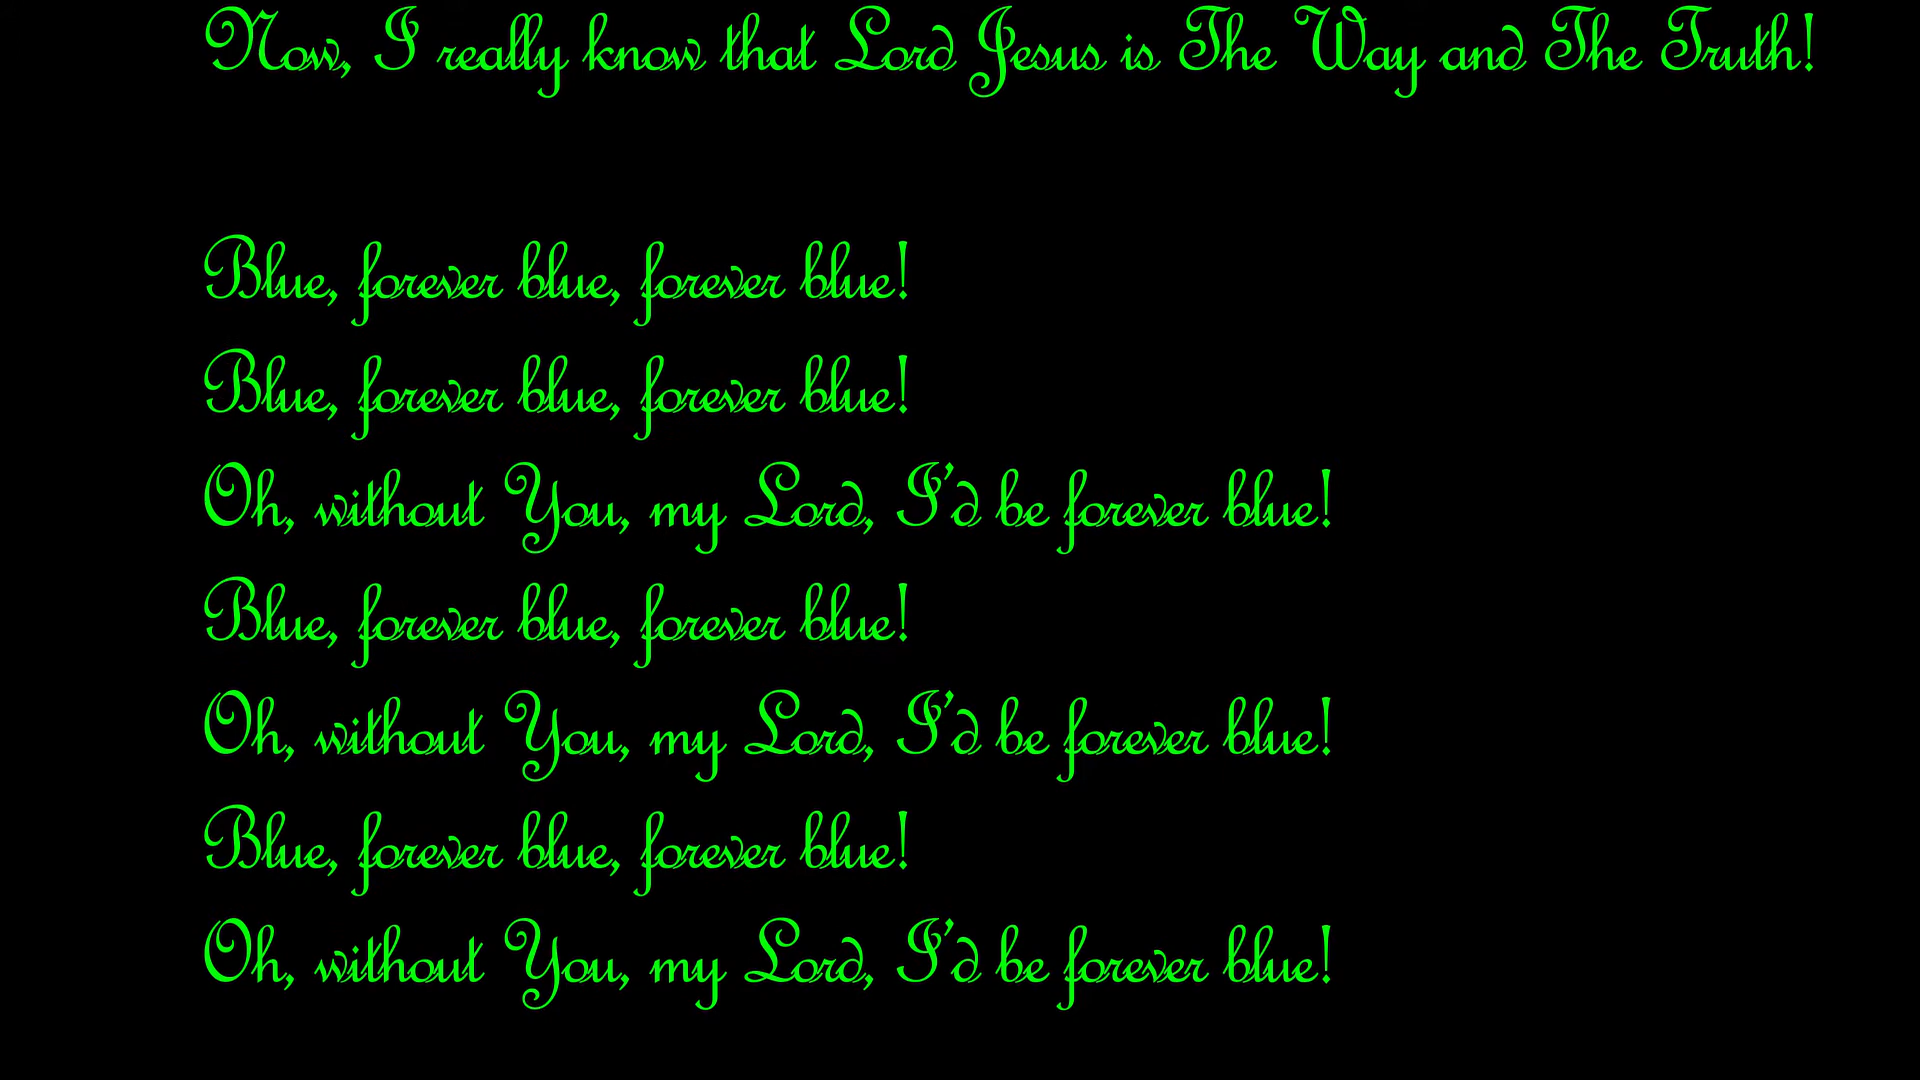 Now, I really know that Lord Jesus is The Way and The Truth!
Blue, forever blue, forever blue!
Blue, forever blue, forever blue!
Oh, without You, my Lord, I'd be forever blue!
Blue, forever blue, forever blue!
Oh, without You, my Lord, I'd be forever blue!
Blue, forever blue, forever blue!
Oh, without You, my Lord, I'd be forever blue!